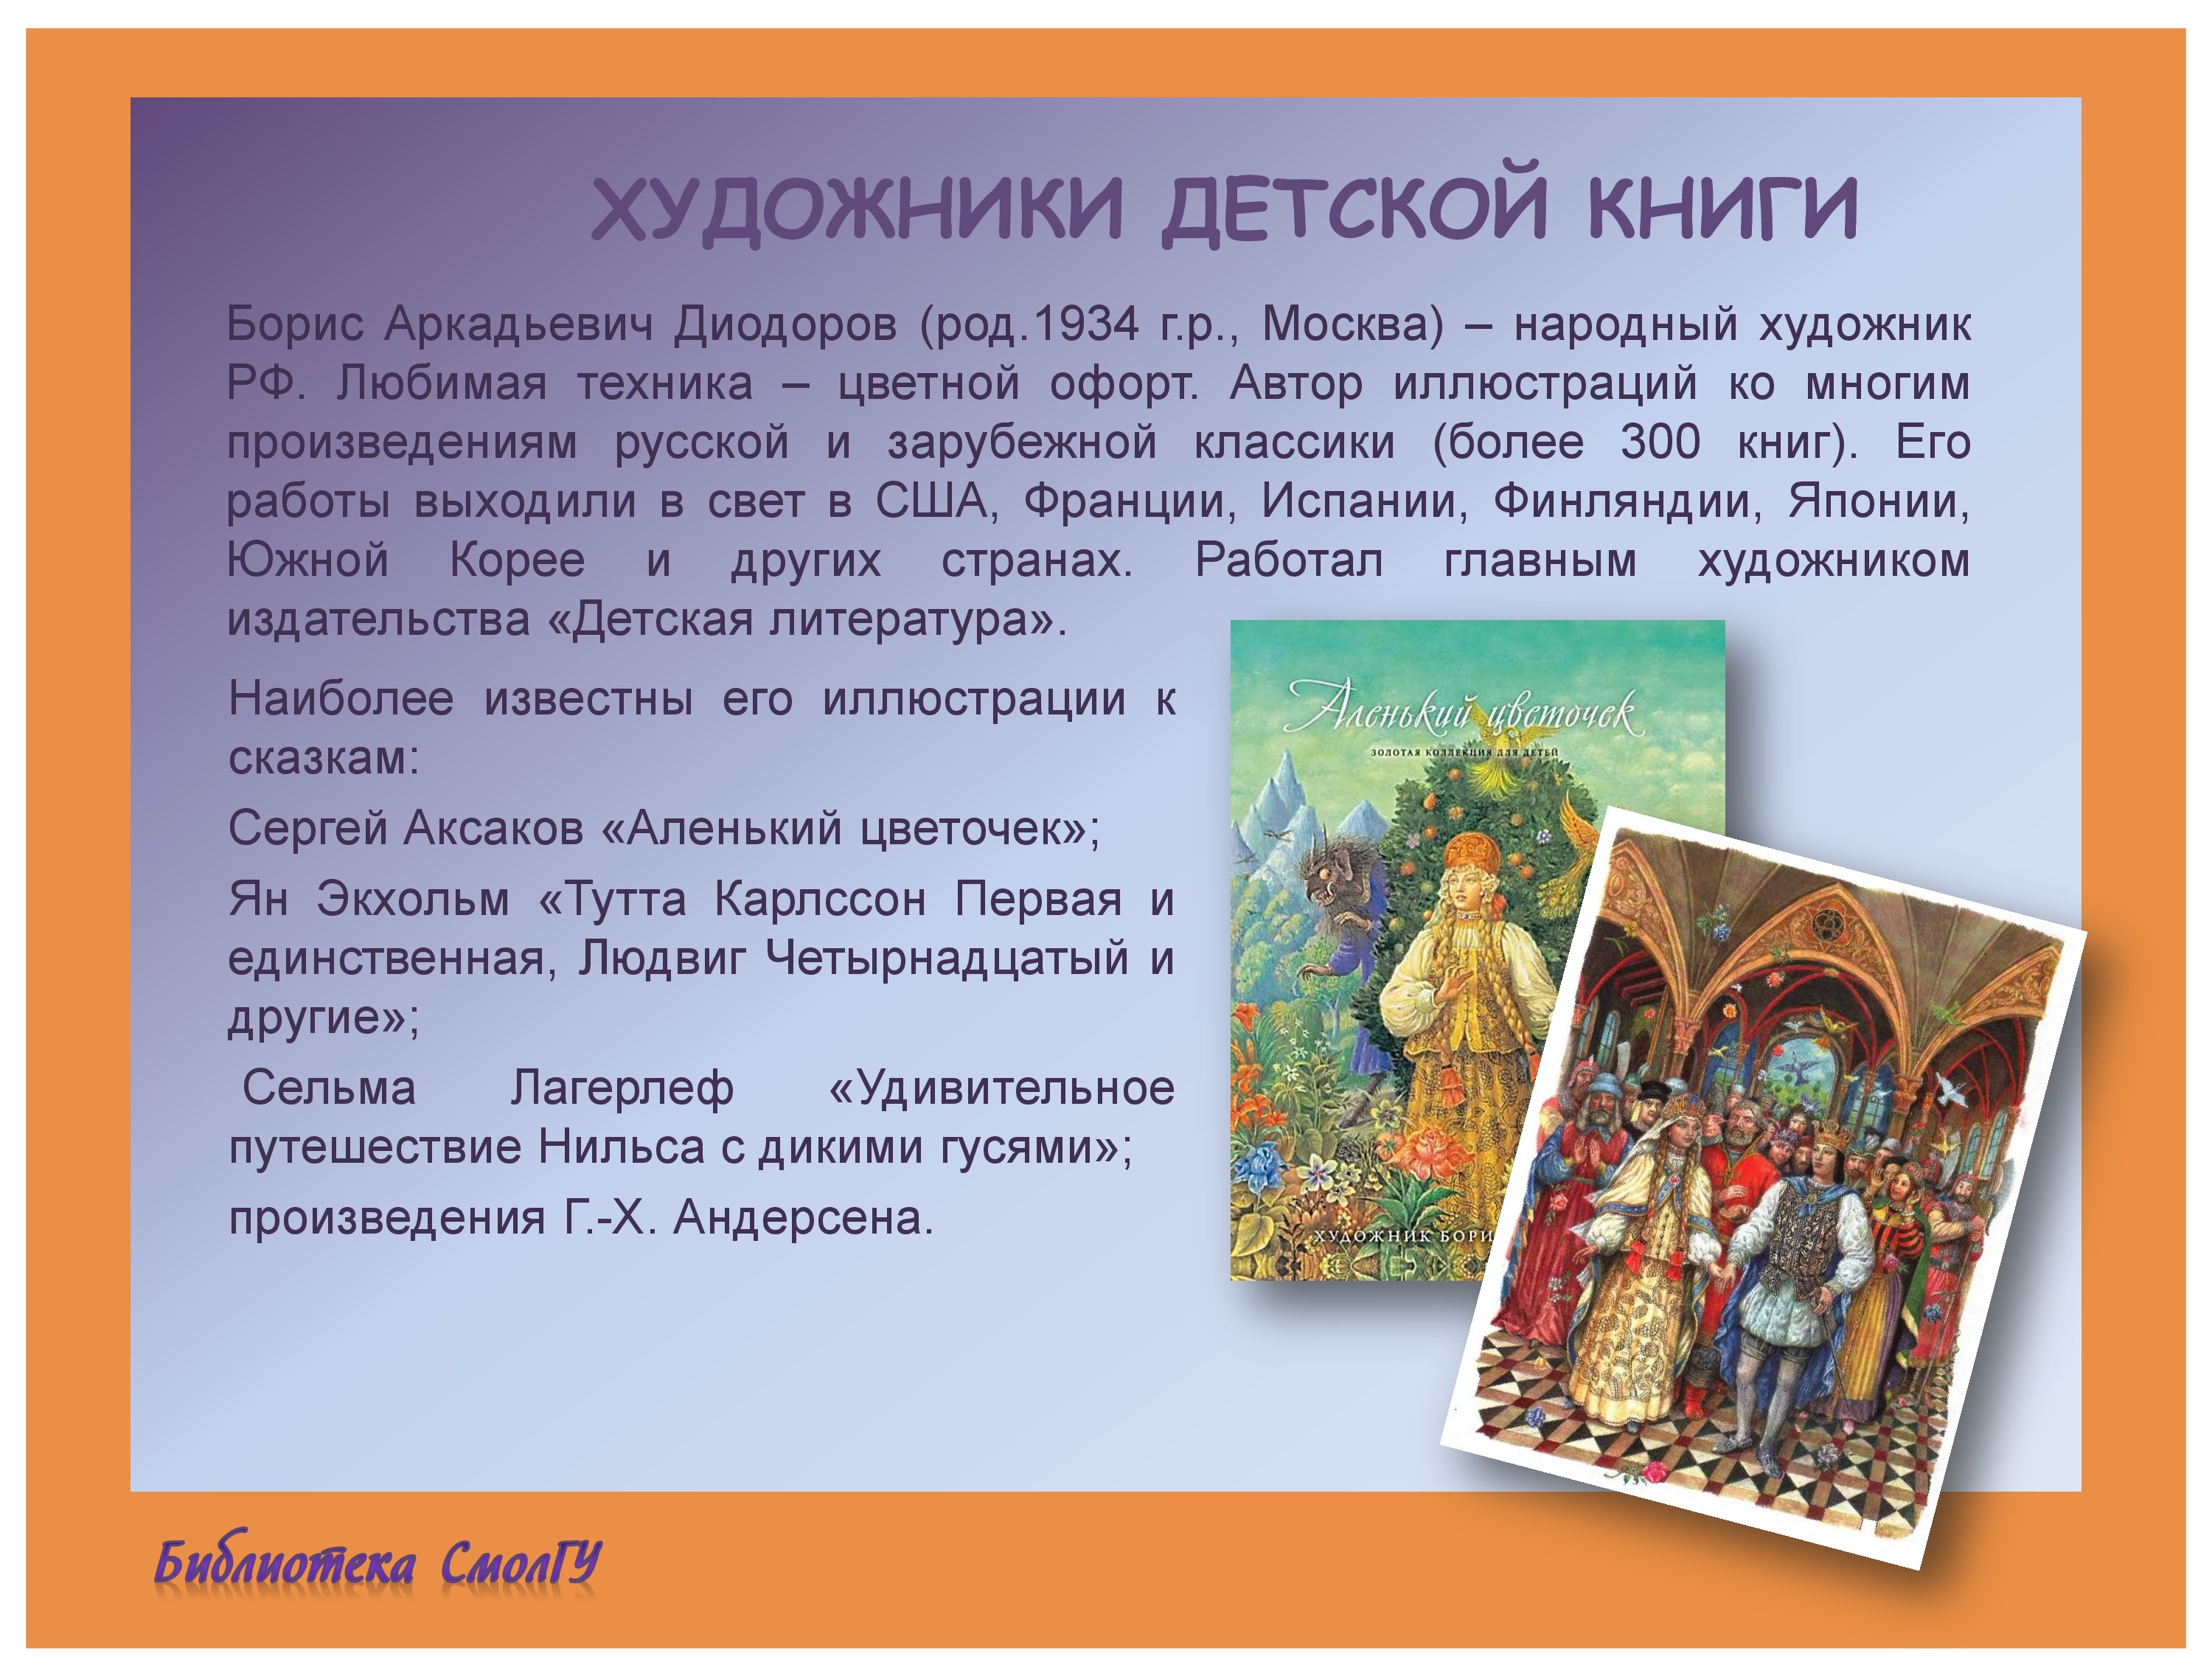 ХУДОЖНИКИ ДЕТСКОЙ КНИГИ
Борис Аркадьевич Диодоров (род.1934 г.р., Москва) – народный художник
РФ. Любимая техника – цветной офорт. Автор иллюстраций ко многим
произведениям русской и зарубежной классики (более 300 книг). Его
работы выходили в свет в США, Франции, Испании, Финляндии, Японии,
Южной Корее и других странах. Работал главным художником
издательства «Детская литература».
Наиболее известны его иллюстрации к
сказкам:
Сергей Аксаков «Аленький цветочек»;
Ян Экхольм «Тутта Карлссон Первая и
единственная, Людвиг Четырнадцатый и
другие»;
Сельма Лагерлеф «Удивительное
путешествие Нильса с дикими гусями»;
произведения Г.-Х. Андерсена.
Аленький цветочек
ЗОЛОТАЯ КОЛЛЕКЦИЯ ДЛЯ ДЕТЕЙ
ХУДОЖНИК БОРИ
Библиотека СмолГУ